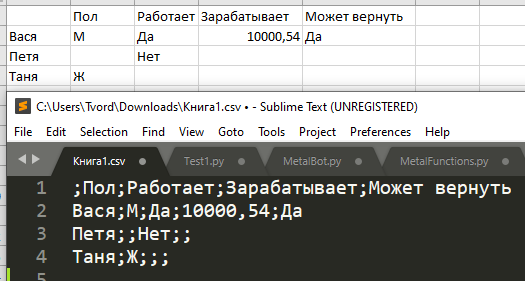 Пол Работает Зарабатывает Может вернуть
Вася М Да 10000,54 Да
Петя Нет
Таня Ж
C:\Users\Tvord\Downloads\Книга1.csv • - Sublime Text (UNREGISTERED)
File Edit Selection Find View Goto Tools Project Preferences Help
Книга1.csv Test1.py MetalBot.py MetalFunctions.py
1 ;Пол;Работает;Зарабатывает;Может вернуть
2 Вася;М;Да;10000,54;Да
3 Петя;;Нет;;
4 Таня;Ж;;;
5